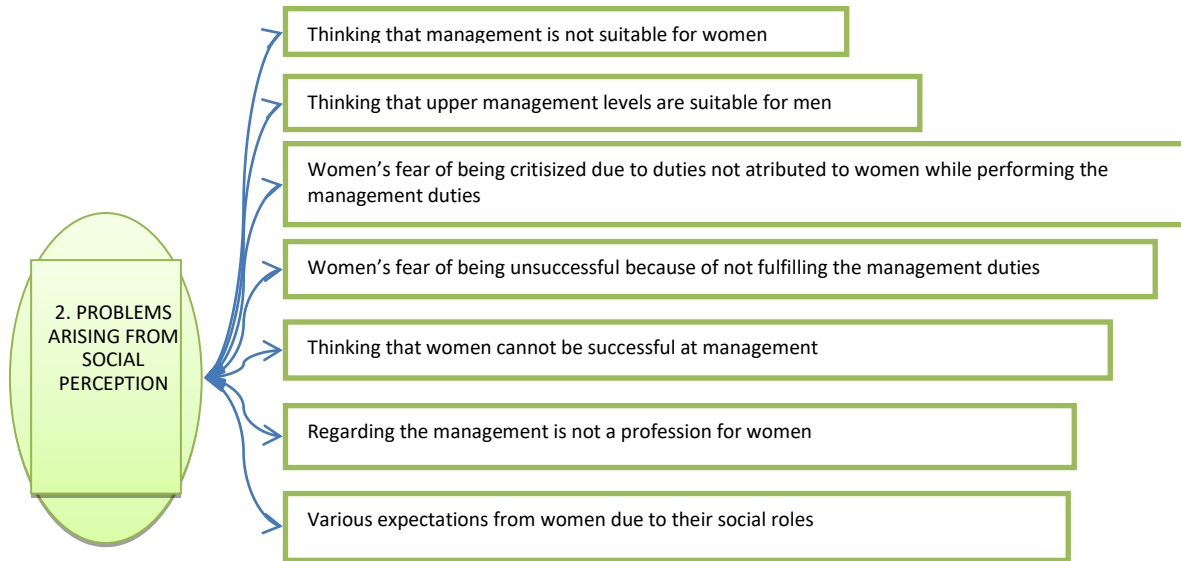 Thinking that management is not suitable for women
Thinking that upper management levels are suitable for men
Women’s fear of being critisized due to duties not atributed to women while performing the
management duties
Women’s fear of being unsuccessful because of not fulfilling the management duties
2. PROBLEMS
ARISING FROM
SOCIAL
PERCEPTION
Thinking that women cannot be successful at management
Regarding the management is not a profession for women
Various expectations from women due to their social roles